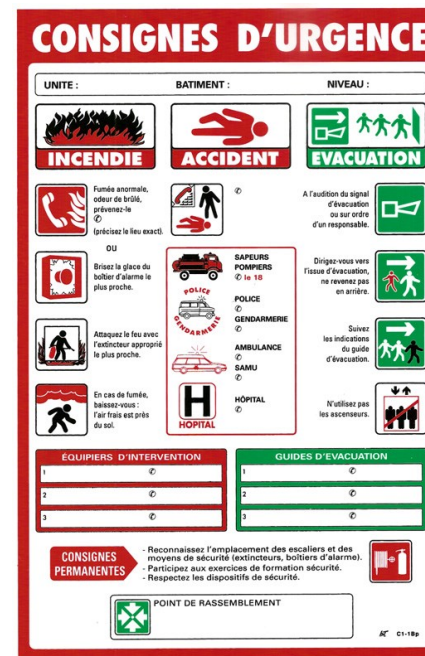 CONSIGNES D'URGENCE
UNITE :
BATIMENT :
NIVEAU :
INCENDIE
ACCIDENT
EVACUATION
Fumée anormale,
odeur de brûlé,
prévenez-le
✆
(précisez le lieu exact).
OU
Brisez la glace du
boîtier d'alarme le
plus proche.
Attaquez le feu avec
l'extincteur approprié
le plus proche.
En cas de fumée,
baissez-vous :
l'air frais est près
du sol.
✆
SAPEURS
POMPIERS
✆ le 18
POLICE
GENDARMERIE
POLICE
✆
GENDARMERIE
✆
AMBULANCE
✆
SAMU
✆
H
HOPITAL
HÔPITAL
✆
A l'audition du signal
d'évacuation
ou sur ordre
d'un responsable.
Dirigez-vous vers
l'issue d'évacuation,
ne revenez pas
en arrière.
Suivez
les indications
du guide
d'évacuation.
N'utilisez pas
les ascenseurs.
ÉQUIPIERS D'INTERVENTION
1 ✆
2 ✆
3 ✆
GUIDES D'EVACUATION
1 ✆
2 ✆
3 ✆
CONSIGNES
PERMANENTES
- Reconnaissez l'emplacement des escaliers et des
moyens de sécurité (extincteurs, boîtiers d'alarme).
- Participez aux exercices de formation sécurité.
- Respectez les dispositifs de sécurité.
POINT DE RASSEMBLEMENT
C1-1Bp